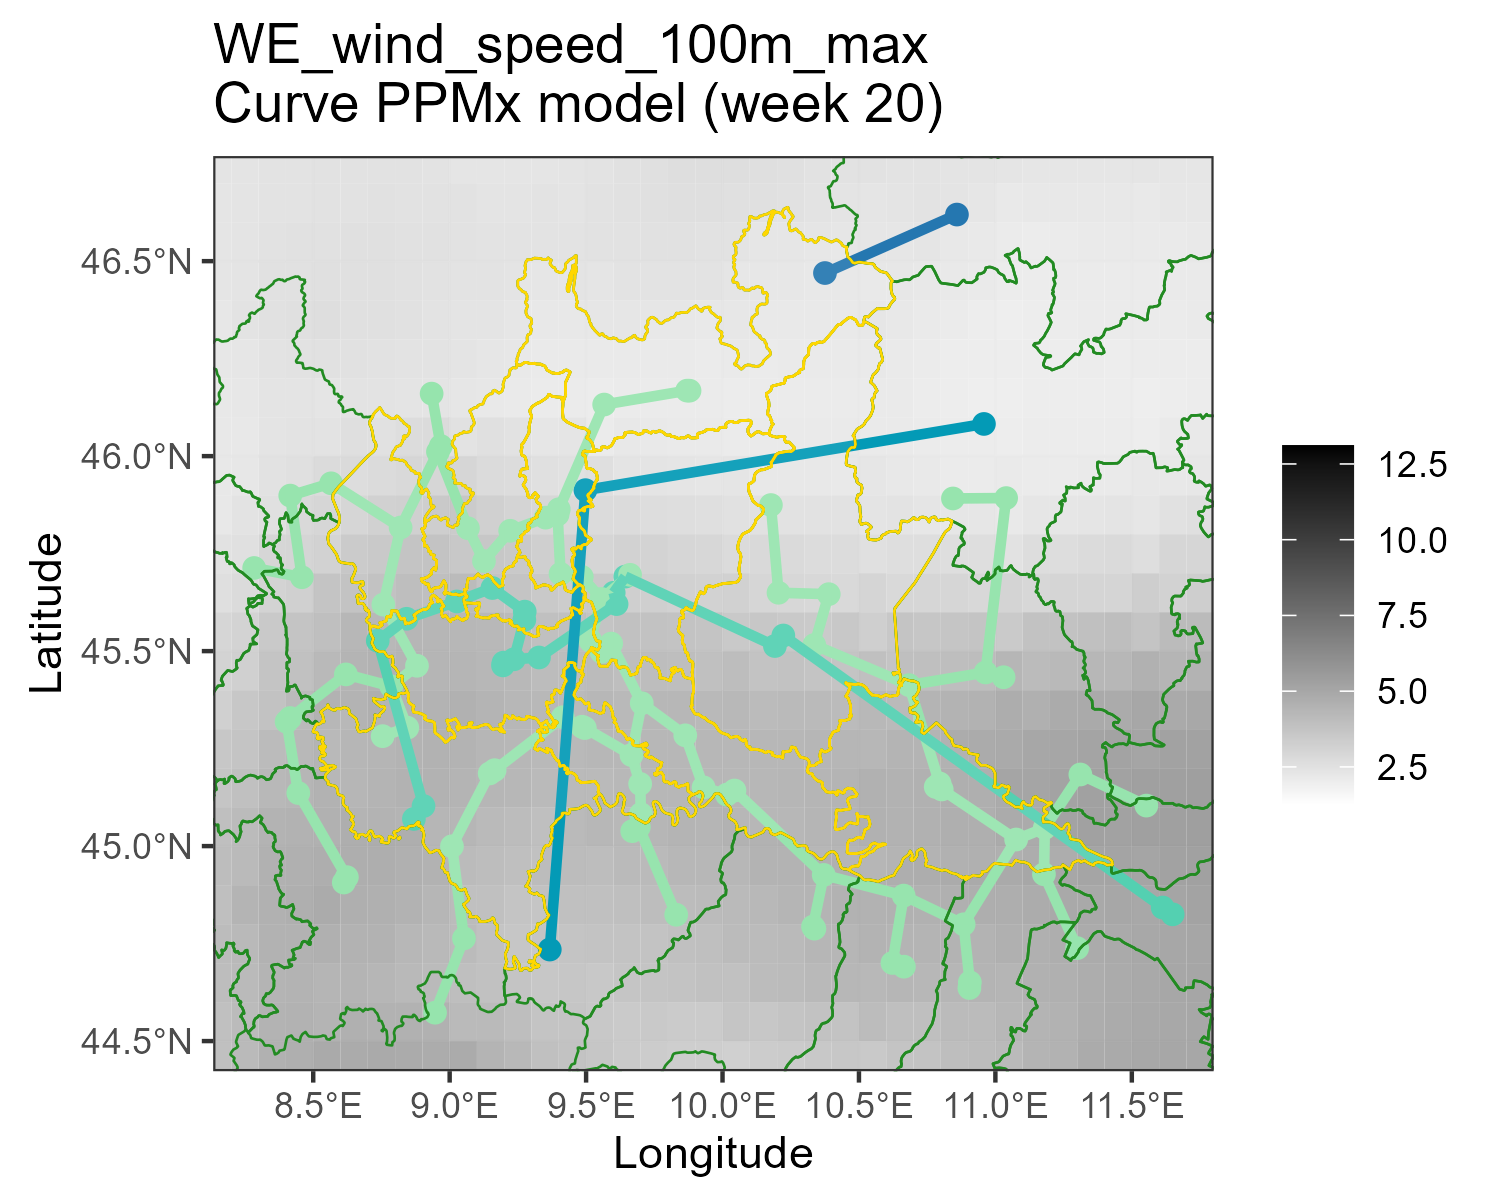 WE_wind_speed_100m_max
Curve PPMx model (week 20)
46.5°N
46.0°N
45.5°N
45.0°N
44.5°N
Latitude
8.5°E 9.0°E 9.5°E 10.0°E 10.5°E 11.0°E 11.5°E
Longitude
12.5
10.0
7.5
5.0
2.5